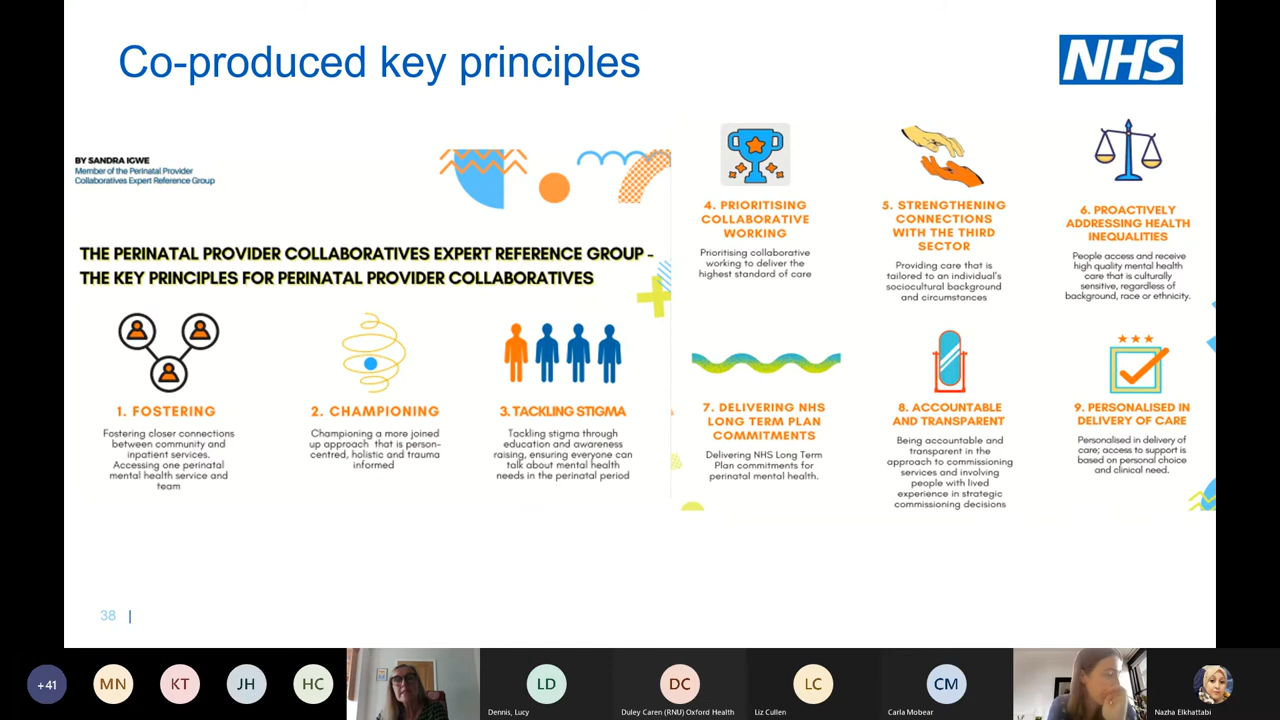 Co-produced key principles
NHS
BY SANDRA IGWE
Member of the Perinatal Provider
Collaboratives Expert Reference Group
THE PERINATAL PROVIDER COLLABORATIVES EXPERT REFERENCE GROUP -
THE KEY PRINCIPLES FOR PERINATAL PROVIDER COLLABORATIVES
1. FOSTERING
Fostering closer connections
between community and
inpatient services.
Accessing one perinatal
mental health service and
team
2. CHAMPIONING
Championing a more joined
up approach that is person-
centred, holistic and trauma
informed
3. TACKLING STIGMA
Tackling stigma through
education and awareness
raising, ensuring everyone can
talk about mental health
needs in the perinatal period
4. PRIORITISING
COLLABORATIVE
WORKING
Prioritising collaborative
working to deliver the
highest standard of care
5. STRENGTHENING
CONNECTIONS
WITH THE THIRD
SECTOR
Providing care that is
tailored to an individual's
sociocultural background
and circumstances
6. PROACTIVELY
ADDRESSING HEALTH
INEQUALITIES
People access and receive
high quality mental health
care that is culturally
sensitive, regardless of
background, race or ethnicity.
7. DELIVERING NHS
LONG TERM PLAN
COMMITMENTS
Delivering NHS Long Term
Plan commitments for
perinatal mental health.
8. ACCOUNTABLE
AND TRANSPARENT
Being accountable and
transparent in the
approach to commissioning
services and involving
people with lived
experience in strategic
commissioning decisions
9. PERSONALISED IN
DELIVERY OF CARE
Personalised in delivery of
care; access to support is
based on personal choice
and clinical need.
38 |
+41
MN
KT
JH
HC
LD
Dennis, Lucy
DC
Duley Caren (RNU) Oxford Health
LC
Liz Cullen
CM
Carla Mobear
Nazha Elkhattabi